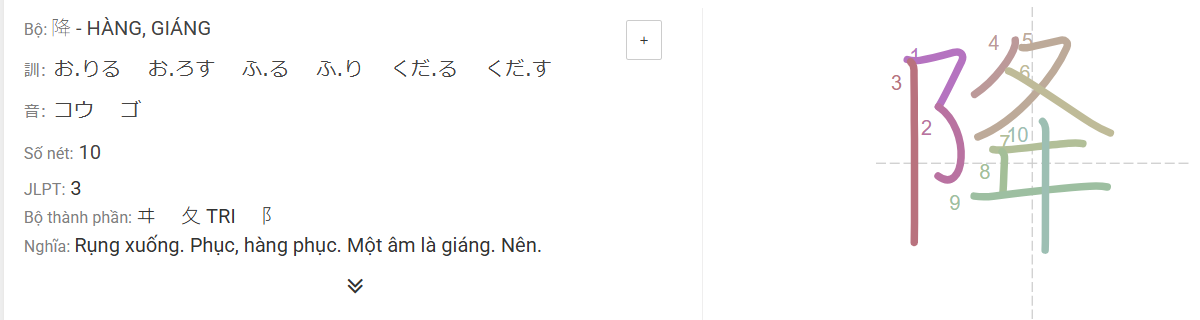 Bộ: 降 - HÀNG, GIÁNG
+
訓: お.りる お.ろす ふ.る ふ.り くだ.る くだ.す
音: コウ ゴ
Số nét: 10
JLPT: 3
Bộ thành phần: ヰ 夂 TRI 阝
Nghĩa: Rụng xuống. Phục, hàng phục. Một âm là giáng. Nên.
降
1
2
3
4
5
6
7
8
9
10